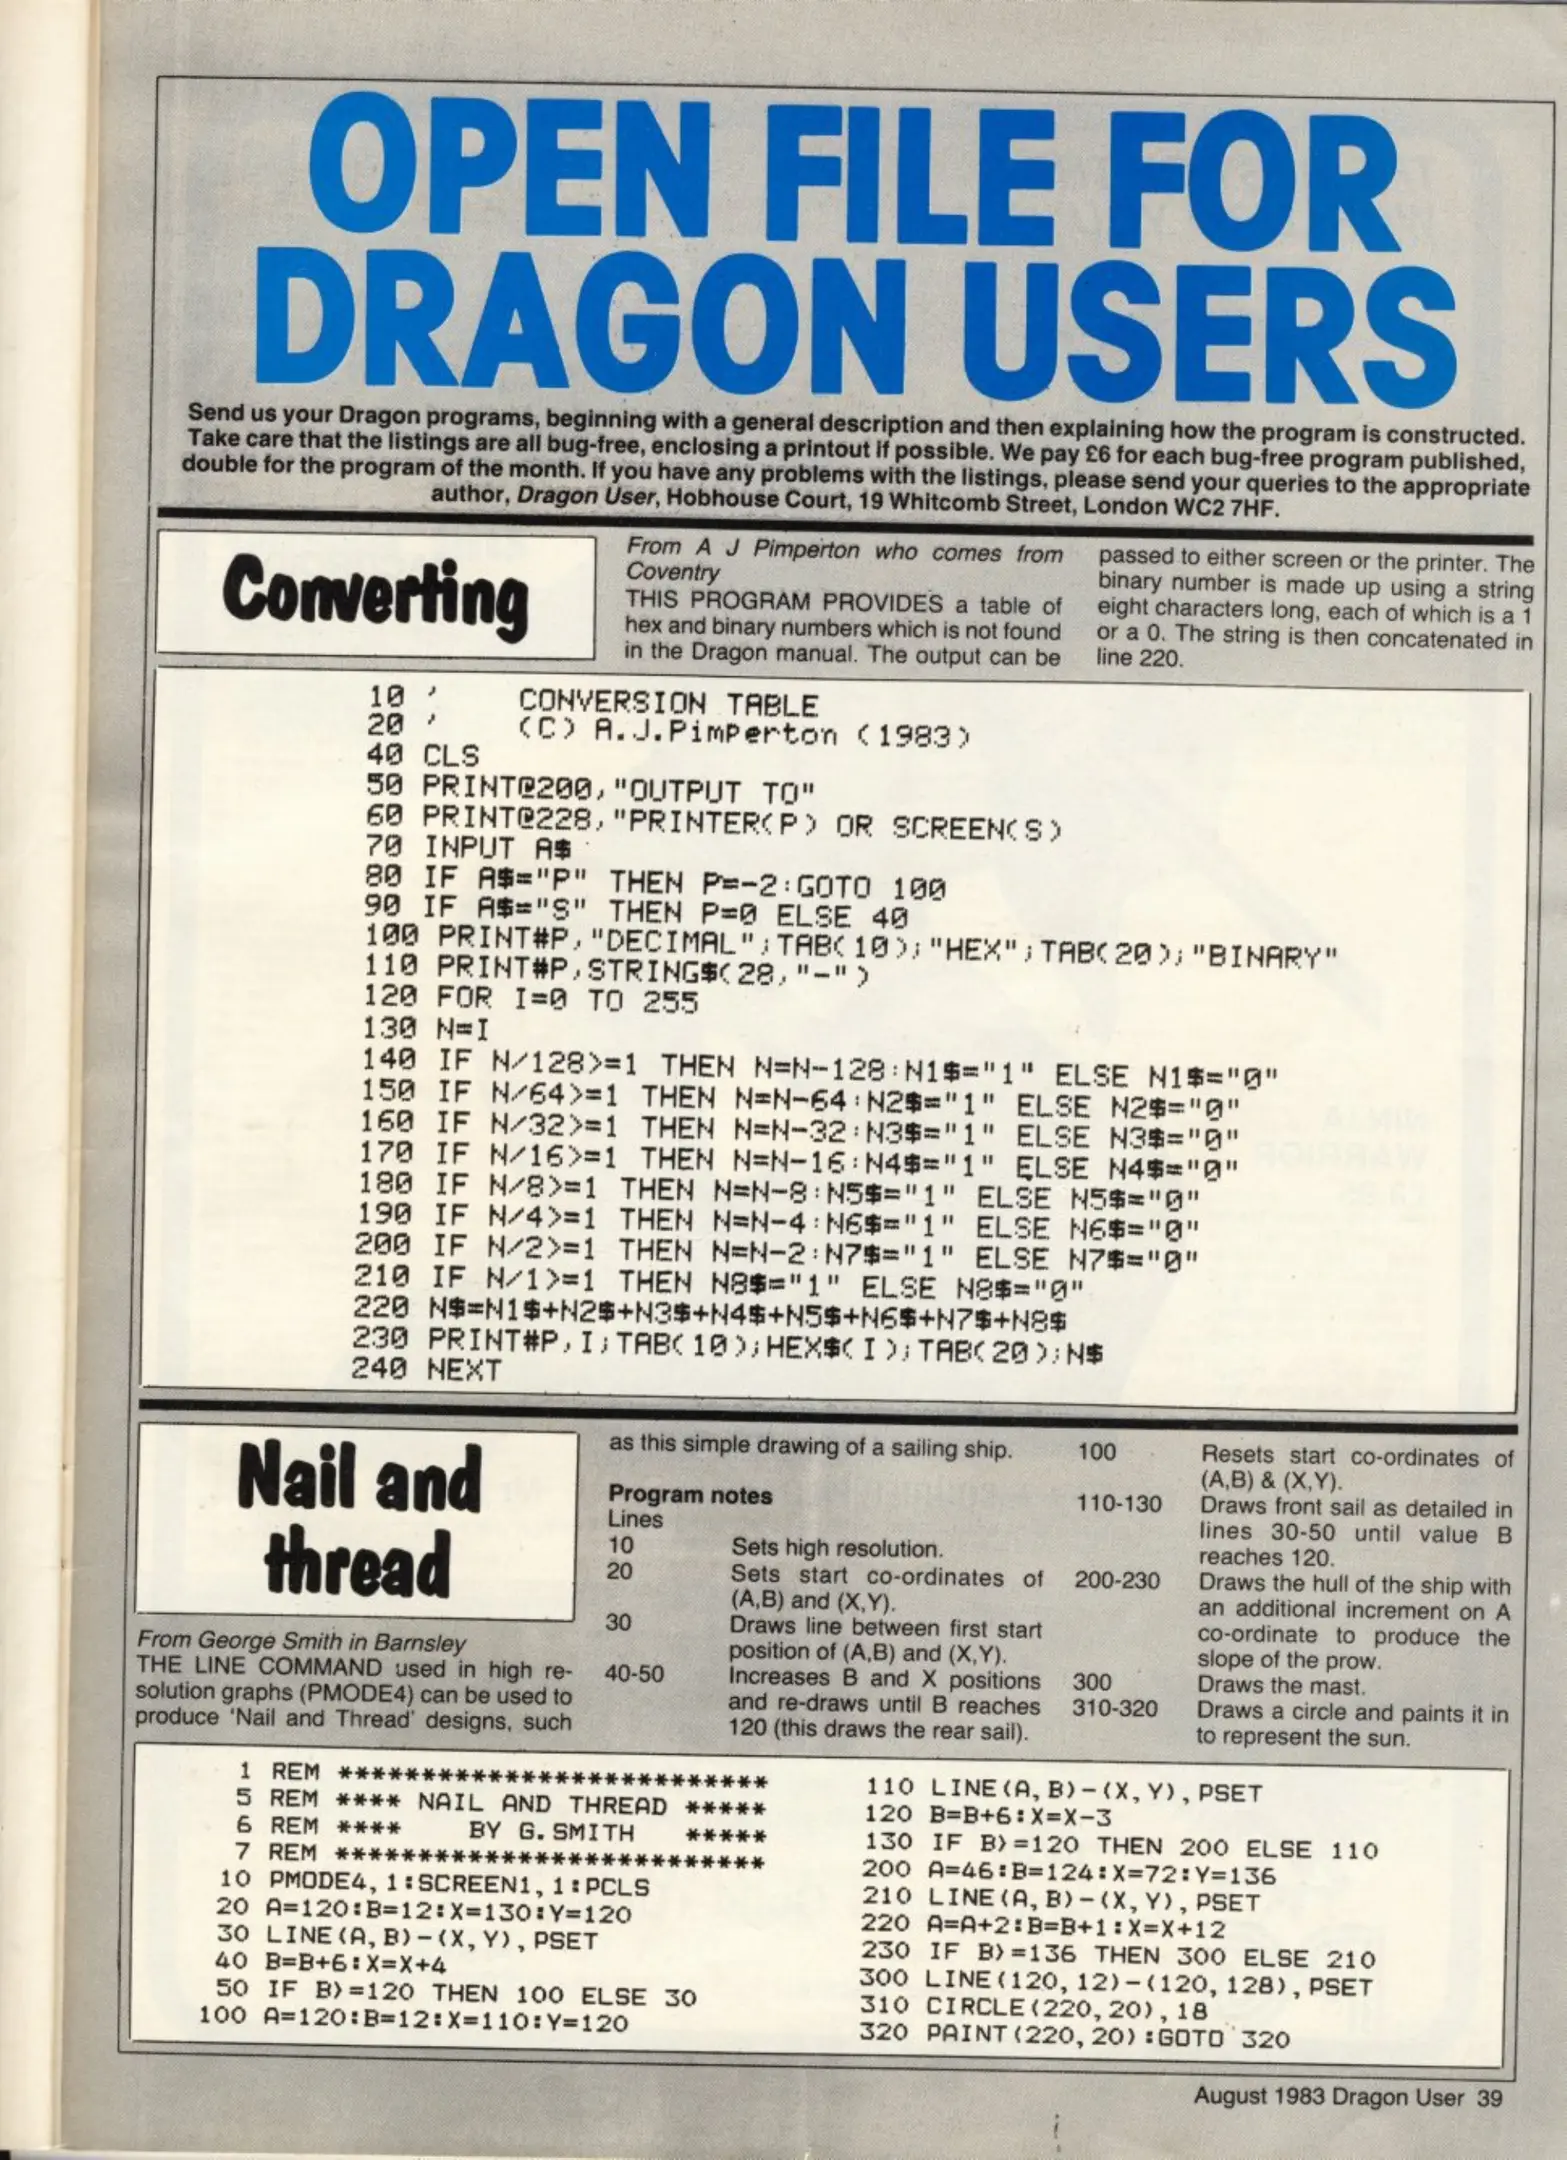 OPEN FILE FOR
DRAGON USERS
Send us your Dragon programs, beginning with a general description and then explaining how the program is constructed.
Take care that the listings are all bug-free, enclosing a printout if possible. We pay £6 for each bug-free program published,
double for the program of the month. If you have any problems with the listings, please send your queries to the appropriate
author, Dragon User, Hobhouse Court, 19 Whitcomb Street, London WC2 7HF.
Converting
From A J Pimperton who comes from
Coventry
THIS PROGRAM PROVIDES a table of
hex and binary numbers which is not found
in the Dragon manual. The output can be
passed to either screen or the printer. The
binary number is made up using a string
eight characters long, each of which is a 1
or a 0. The string is then concatenated in
line 220.
10 '     CONVERSION TABLE
20 '     (C) A.J.PimPerton (1983)
40 CLS
50 PRINT@200,"OUTPUT TO"
60 PRINT@228,"PRINTER(P) OR SCREEN(S)
70 INPUT A$
80 IF A$="P" THEN P=-2:GOTO 100
90 IF A$="S" THEN P=0 ELSE 40
100 PRINT#P,"DECIMAL";TAB(10);"HEX";TAB(20);"BINARY"
110 PRINT#P,STRING$(28,"-")
120 FOR I=0 TO 255
130 N=I
140 IF N/128>=1 THEN N=N-128:N1$="1" ELSE N1$="0"
150 IF N/64>=1 THEN N=N-64:N2$="1" ELSE N2$="0"
160 IF N/32>=1 THEN N=N-32:N3$="1" ELSE N3$="0"
170 IF N/16>=1 THEN N=N-16:N4$="1" ELSE N4$="0"
180 IF N/8>=1 THEN N=N-8:N5$="1" ELSE N5$="0"
190 IF N/4>=1 THEN N=N-4:N6$="1" ELSE N6$="0"
200 IF N/2>=1 THEN N=N-2:N7$="1" ELSE N7$="0"
210 IF N/1>=1 THEN N8$="1" ELSE N8$="0"
220 N$=N1$+N2$+N3$+N4$+N5$+N6$+N7$+N8$
230 PRINT#P,I;TAB(10);HEX$(I);TAB(20);N$
240 NEXT
Nail and
thread
From George Smith in Barnsley
THE LINE COMMAND used in high re-
solution graphs (PMODE4) can be used to
produce 'Nail and Thread' designs, such
as this simple drawing of a sailing ship.
Program notes
Lines
10 Sets high resolution.
20 Sets start co-ordinates of
(A,B) and (X,Y).
30 Draws line between first start
position of (A,B) and (X,Y).
40-50 Increases B and X positions
and re-draws until B reaches
120 (this draws the rear sail).
100 Resets start co-ordinates of
(A,B) & (X,Y).
110-130 Draws front sail as detailed in
lines 30-50 until value B
reaches 120.
200-230 Draws the hull of the ship with
an additional increment on A
co-ordinate to produce the
slope of the prow.
300 Draws the mast.
310-320 Draws a circle and paints it in
to represent the sun.
1 REM **************************
5 REM **** NAIL AND THREAD *****
6 REM ****    BY G.SMITH   *****
7 REM **************************
10 PMODE4,1:SCREEN1,1:PCLS
20 A=120:B=12:X=130:Y=120
30 LINE(A,B)-(X,Y),PSET
40 B=B+6:X=X+4
50 IF B>=120 THEN 100 ELSE 30
100 A=120:B=12:X=110:Y=120
110 LINE(A,B)-(X,Y),PSET
120 B=B+6:X=X-3
130 IF B>=120 THEN 200 ELSE 110
200 A=46:B=124:X=72:Y=136
210 LINE(A,B)-(X,Y),PSET
220 A=A+2:B=B+1:X=X+12
230 IF B>=136 THEN 300 ELSE 210
300 LINE(120,12)-(120,128),PSET
310 CIRCLE(220,20),18
320 PAINT(220,20):GOTO 320
August 1983 Dragon User 39